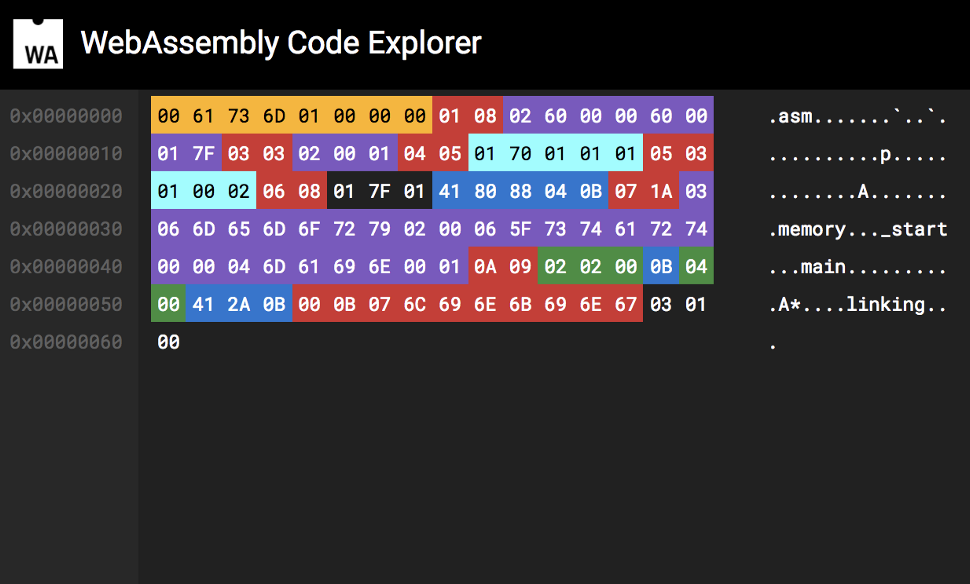 WA WebAssembly Code Explorer
0x00000000 00 61 73 6D 01 00 00 00 01 08 02 60 00 00 60 00 .asm.......`..`.
0x00000010 01 7F 03 03 02 00 01 04 05 01 70 01 01 01 05 03 ..........p.....
0x00000020 01 00 02 06 08 01 7F 01 41 80 88 04 0B 07 1A 03 ........A.......
0x00000030 06 6D 65 6D 6F 72 79 02 00 06 5F 73 74 61 72 74 .memory..._start
0x00000040 00 00 04 6D 61 69 6E 00 01 0A 09 02 02 00 0B 04 ...main.........
0x00000050 00 41 2A 0B 00 0B 07 6C 69 6E 6B 69 6E 67 03 01 .A*....linking..
0x00000060 00 .